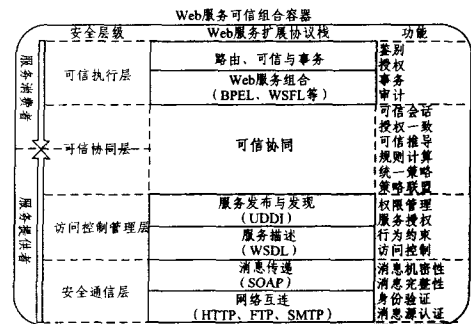 Web服务可信组合容器
安全层级
Web服务扩展协议栈
功能
服务消费者
服务提供者
可信执行层
路由、可信与事务
Web服务组合
(BPEL、WSFL等)
鉴别
授权
事务
审计
可信协同层
可信协同
可信会话
授权一致
可信推导
规则计算
统一策略
策略联盟
访问控制管理层
服务发布与发现
(UDDI)
服务描述
(WSDL)
权限管理
服务授权
行为约束
访问控制
安全通信层
消息传递
(SOAP)
网络互连
(HTTP、FTP、SMTP)
消息机密性
消息完整性
身份验证
消息源认证